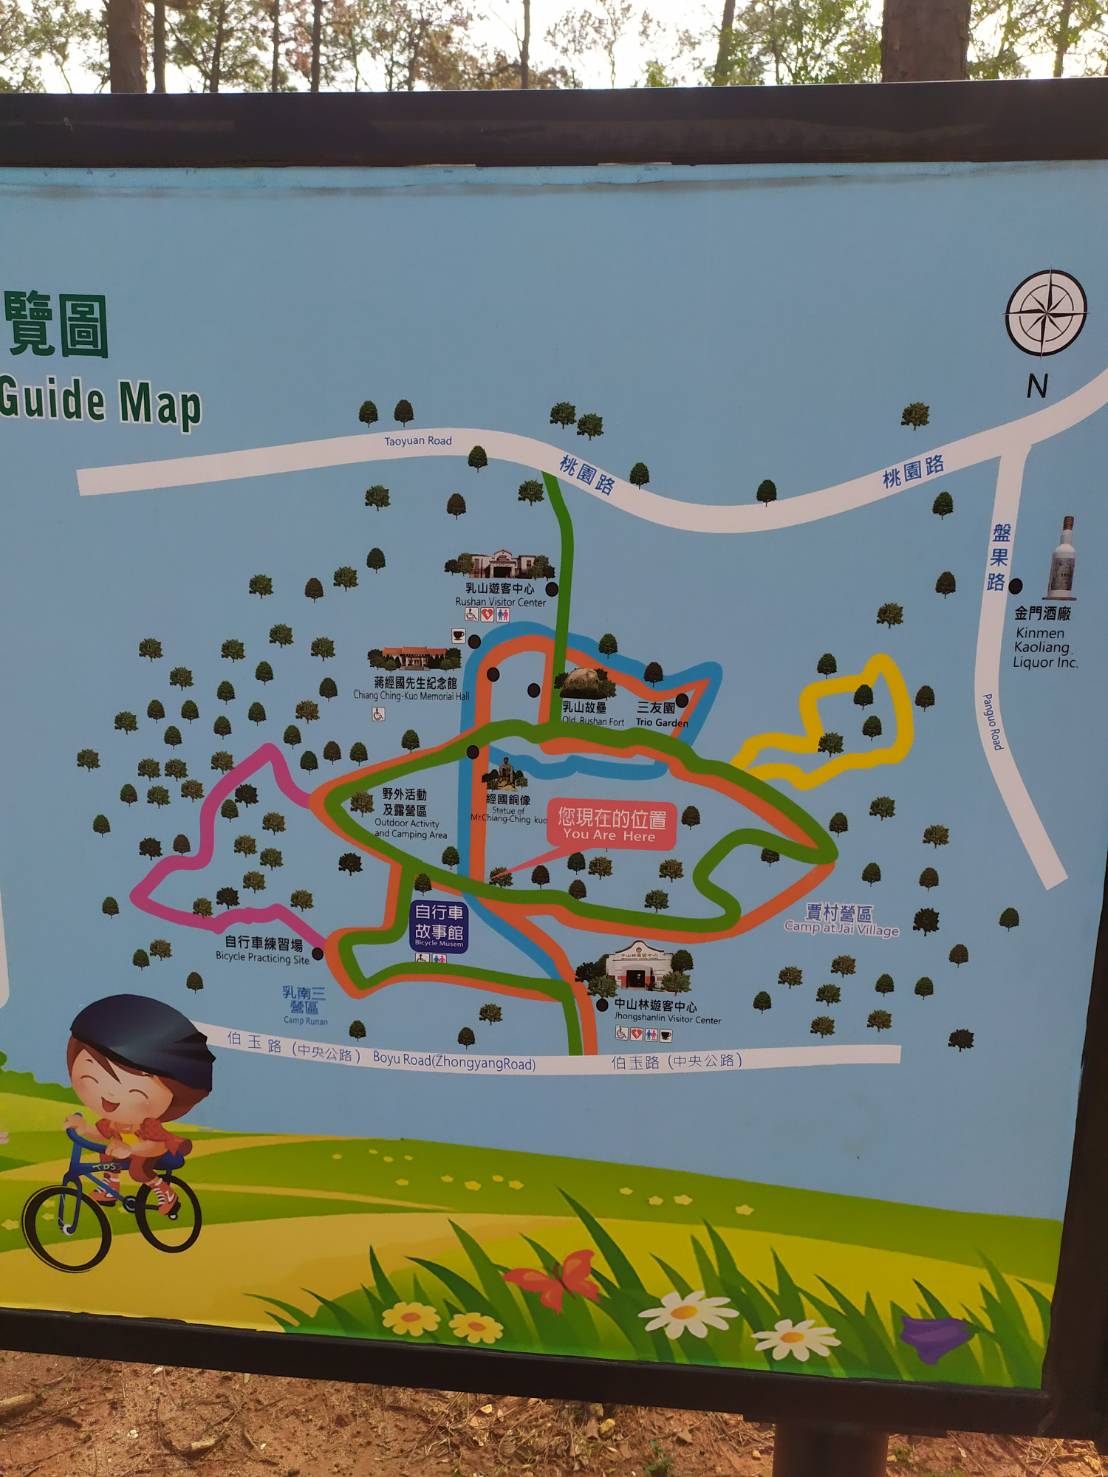 覽圖
Guide Map
N
Taoyuan Road
桃園路
桃園路
盤果路
Panguo Road
金門酒廠
Kinmen
Kaoliang
Liquor Inc.
乳山遊客中心
Rushan Visitor Center
蔣經國先生紀念館
Chiang Ching-Kuo Memorial Hall
乳山故壘
Old Rushan Fort
三友園
Trio Garden
野外活動
及露營區
Outdoor Activity
and Camping Area
經國銅像
Statue of
Mr.Chiang-Ching kuo
您現在的位置
You Are Here
自行車
故事館
Bicycle Musem
賈村營區
Camp at Jai Village
自行車練習場
Bicycle Practicing Site
乳南三
營區
Camp Runan
中山林遊客中心
Jhongshanlin Visitor Center
伯玉路 (中央公路)
Boyu Road(ZhongyangRoad)
伯玉路 (中央公路)